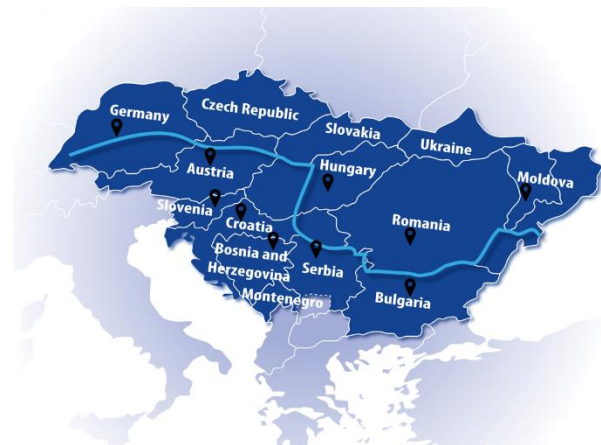 Germany
Czech Republic
Slovakia
Ukraine
Austria
Hungary
Moldova
Slovenia
Croatia
Romania
Bosnia and
Herzegovina
Serbia
Montenegro
Bulgaria